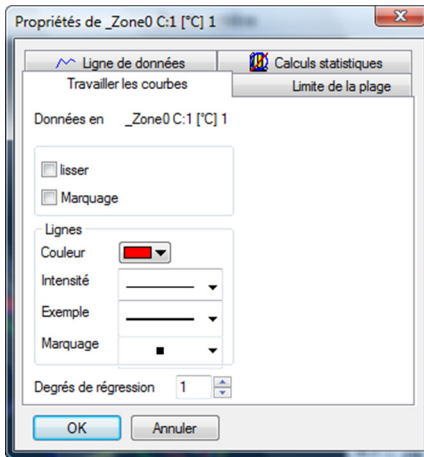 Propriétés de _Zone0 C:1 [°C] 1
Ligne de données
Calculs statistiques
Travailler les courbes
Limite de la plage
Données en _Zone0 C:1 [°C] 1
lisser
Marquage
Lignes
Couleur
Intensité
Exemple
Marquage
Degrés de régression 1
OK
Annuler